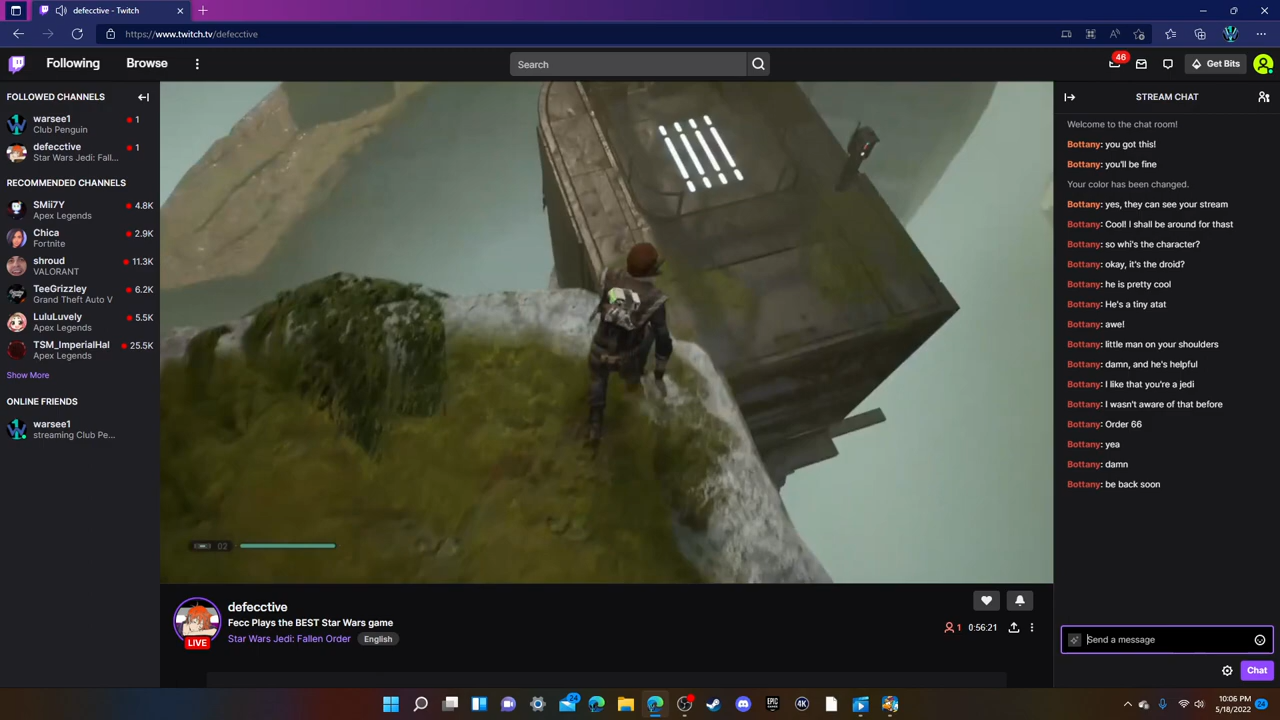 defecctive - Twitch
https://www.twitch.tv/defecctive
Following
Browse
Search
46
Get Bits
FOLLOWED CHANNELS
warsee1
Club Penguin
1
defecctive
Star Wars Jedi: Fall...
1
RECOMMENDED CHANNELS
SMii7Y
Apex Legends
4.8K
Chica
Fortnite
2.9K
shroud
VALORANT
11.3K
TeeGrizzley
Grand Theft Auto V
6.2K
LuluLuvely
Apex Legends
5.5K
TSM_ImperialHal
Apex Legends
25.5K
Show More
ONLINE FRIENDS
warsee1
streaming Club Pe...
02
LIVE
defecctive
Fecc Plays the BEST Star Wars game
Star Wars Jedi: Fallen Order
English
1
0:56:21
STREAM CHAT
Welcome to the chat room!
Bottany: you got this!
Bottany: you'll be fine
Your color has been changed.
Bottany: yes, they can see your stream
Bottany: Cool! I shall be around for thast
Bottany: so whi's the character?
Bottany: okay, it's the droid?
Bottany: he is pretty cool
Bottany: He's a tiny atat
Bottany: awe!
Bottany: little man on your shoulders
Bottany: damn, and he's helpful
Bottany: I like that you're a jedi
Bottany: I wasn't aware of that before
Bottany: Order 66
Bottany: yea
Bottany: damn
Bottany: be back soon
Send a message
Chat
24
EPIC GAMES
4K
10:06 PM
5/18/2022
24